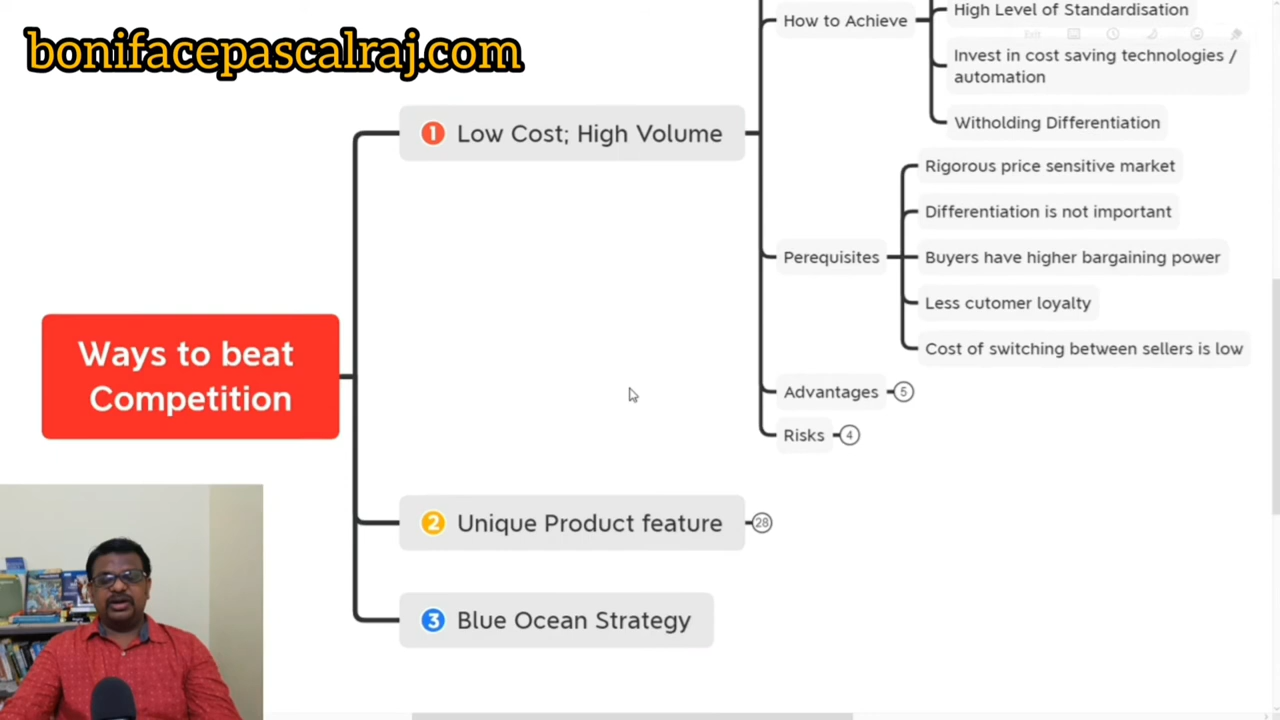 bonifacepascalraj.com
How to Achieve
High Level of Standardisation
Exit
Invest in cost saving technologies /
automation
Witholding Differentiation
1 Low Cost; High Volume
Rigorous price sensitive market
Differentiation is not important
Perequisites
Buyers have higher bargaining power
Less cutomer loyalty
Cost of switching between sellers is low
Advantages 5
Risks 4
Ways to beat
Competition
2 Unique Product feature 28
3 Blue Ocean Strategy